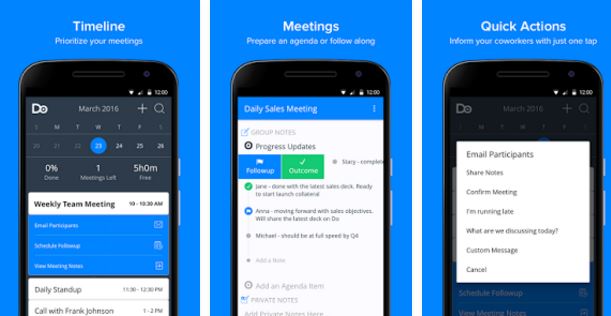 Timeline
Prioritize your meetings
12:00
Do
March 2016
S M T W T F S
20 21 22 23 24 25 26
0% 1 5h0m
Done Meetings Left Free
Weekly Team Meeting 10 - 10:30 AM
Email Participants
Schedule Followup
View Meeting Notes
Daily Standup 11:30 - 12:30 PM
Call with Frank Johnson 1 - 2 PM
Meetings
Prepare an agenda or follow along
12:00
Daily Sales Meeting
GROUP NOTES
Progress Updates
Followup
Outcome
Stacy - complete
Jane - done with the latest sales deck. Ready
to start launch collateral
Anna - moving forward with sales objectives.
Will share the latest deck on Do
Michael - should be at full speed by Q4
Add a Note
Add an Agenda Item
PRIVATE NOTES
Add Private Notes Here
Quick Actions
Inform your coworkers with just one tap
12:00
Do
March 2016
Email Participants
Share Notes
Confirm Meeting
I'm running late
What are we discussing today?
Custom Message
Cancel
Schedule Followup
View Meeting Notes